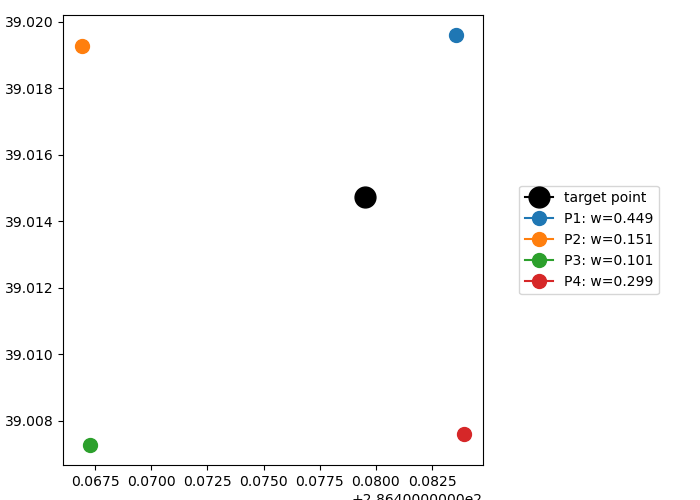 39.020
39.018
39.016
39.014
39.012
39.010
39.008
0.0675 0.0700 0.0725 0.0750 0.0775 0.0800 0.0825
+2.8640000000e2
target point
P1: w=0.449
P2: w=0.151
P3: w=0.101
P4: w=0.299